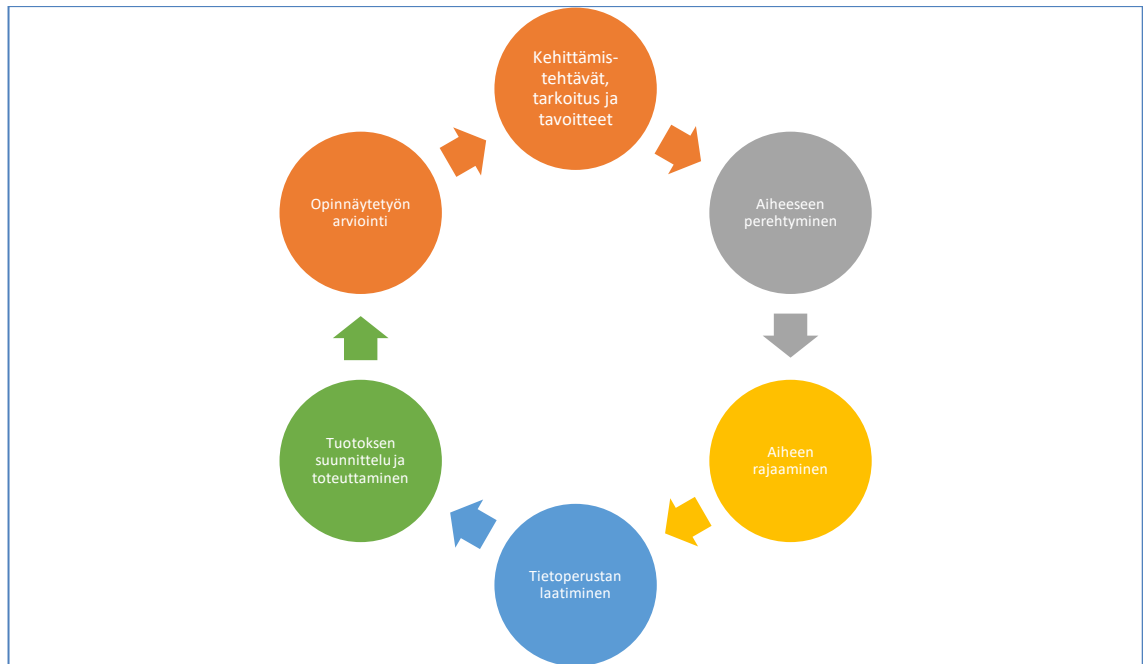 Kehittämis-
tehtävät,
tarkoitus ja
tavoitteet
Aiheeseen
perehtyminen
Aiheen
rajaaminen
Tietoperustan
laatiminen
Tuotoksen
suunnittelu ja
toteuttaminen
Opinnäytetyön
arviointi